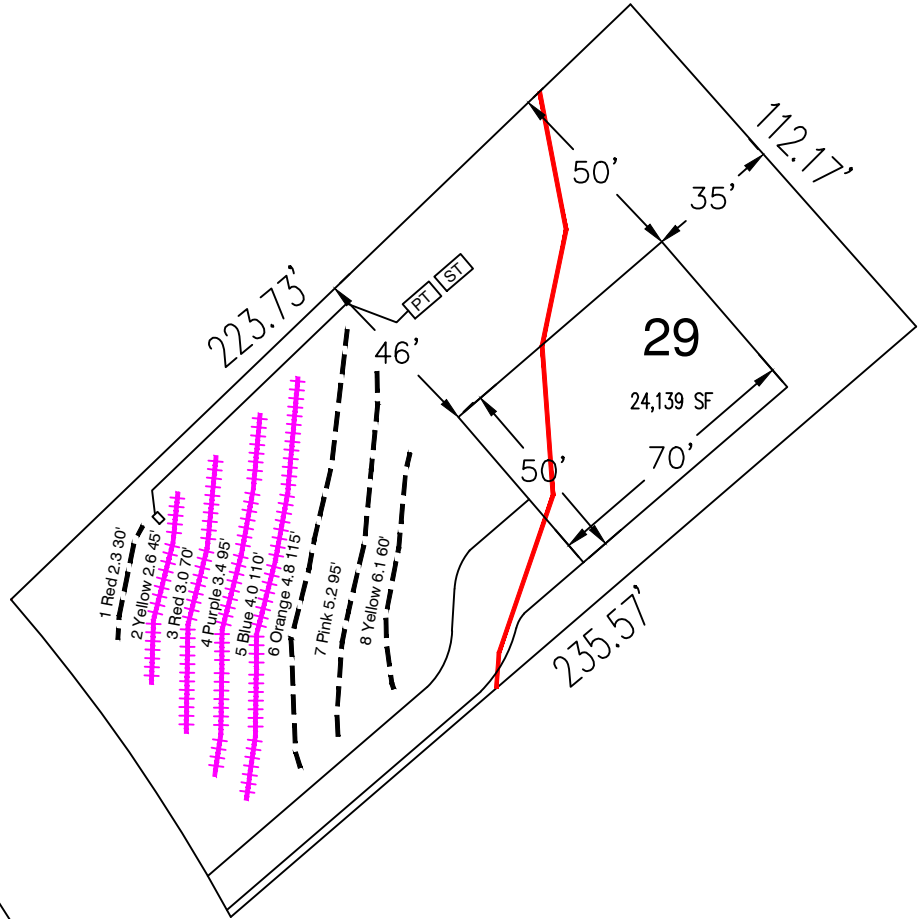 112.17'
50'
35'
223.73'
PT
ST
46'
29
24,139 SF
50'
70'
235.57'
1 Red 2.3 30'
2 Yellow 2.6 45'
3 Red 3.0 70'
4 Purple 3.4 95'
5 Blue 4.0 110'
6 Orange 4.8 115'
7 Pink 5.2 95'
8 Yellow 6.1 60'